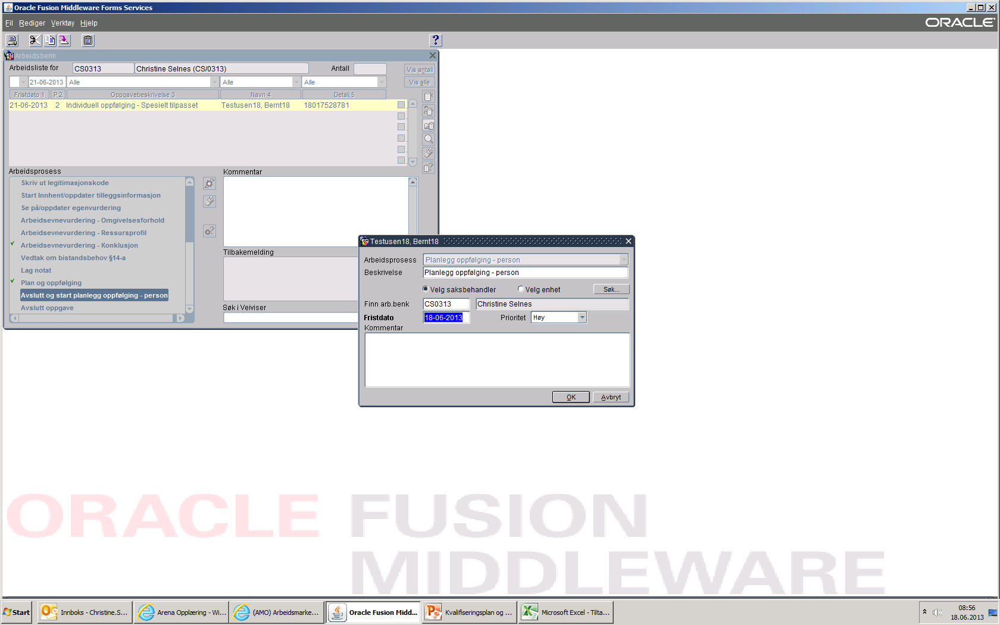 Oracle Fusion Middleware Forms Services
Fil Rediger Verktøy Hjelp
ORACLE
?
Arbeidsbenk
Arbeidsliste for CS0313 Christine Selnes (CS/0313) Antall Vis antall
21-06-2013 Alle Alle Alle Vis alle
Fristdato 1 P 2 Oppgavebeskrivelse 3 Navn 4 Detalj 5
21-06-2013 2 Individuell oppfølging - Spesielt tilpasset Testusen18, Bernt18 18017528781
Arbeidsprosess
Skriv ut legitimasjonskode
Start Innhent/oppdater tilleggsinformasjon
Se på/oppdater egenvurdering
Arbeidsevnevurdering - Omgivelsesforhold
Arbeidsevnevurdering - Ressursprofil
Arbeidsevnevurdering - Konklusjon
Vedtak om bistandsbehov §14-a
Lag notat
Plan og oppfølging
Avslutt og start planlegg oppfølging - person
Avslutt oppgave
Kommentar
Tilbakemelding
Søk i Veiviser
Testusen18, Bernt18
Arbeidsprosess Planlegg oppfølging - person
Beskrivelse Planlegg oppfølging - person
Velg saksbehandler Velg enhet Søk...
Finn arb.benk CS0313 Christine Selnes
Fristdato 18-06-2013 Prioritet Høy
Kommentar
OK Avbryt
ORACLE FUSION
MIDDLEWARE
Start Innboks - Christine.S... Arena Opplæring - Wi... (AMO) Arbeidsmarke... Oracle Fusion Midd... Kvalifiseringsplan og ... Microsoft Excel - Tilta... 08:56
18.06.2013